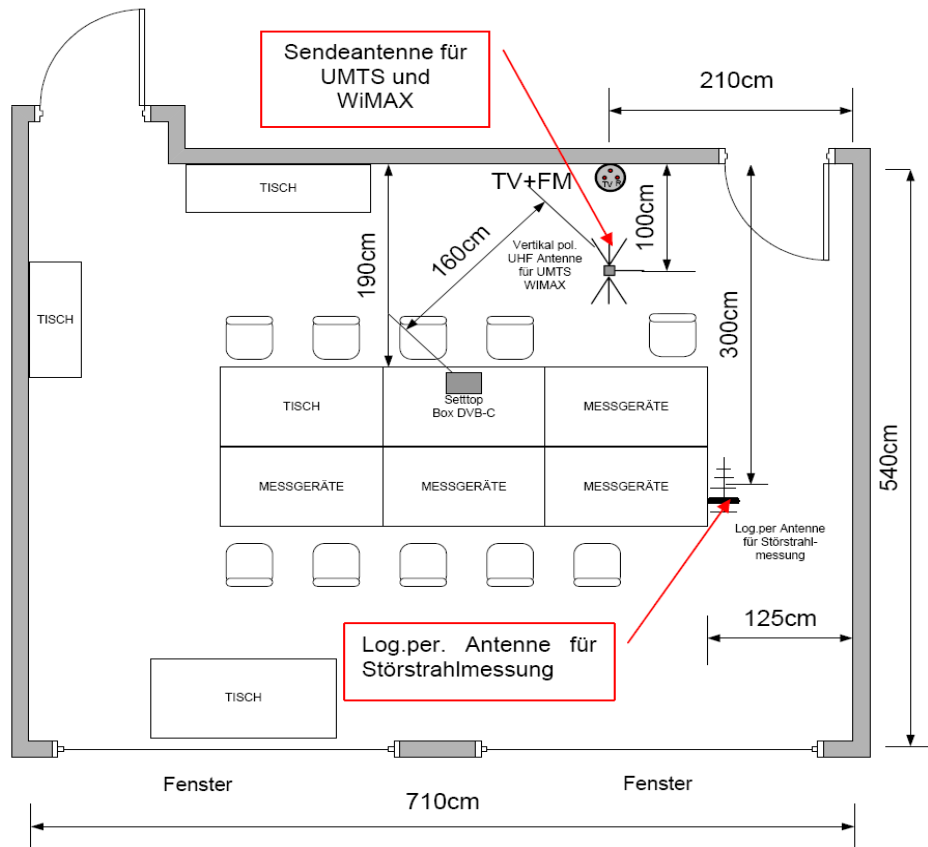 Sendeantenne für
UMTS und
WiMAX
210cm
TISCH
TV+FM
TV R
100cm
190cm
160cm
Vertikal pol.
UHF Antenne
für UMTS
WIMAX
300cm
TISCH
TISCH
Setttop
Box DVB-C
MESSGERÄTE
540cm
MESSGERÄTE
MESSGERÄTE
MESSGERÄTE
Log.per Antenne
für Störstrahl-
messung
125cm
Log.per. Antenne für
Störstrahlmessung
TISCH
Fenster
Fenster
710cm